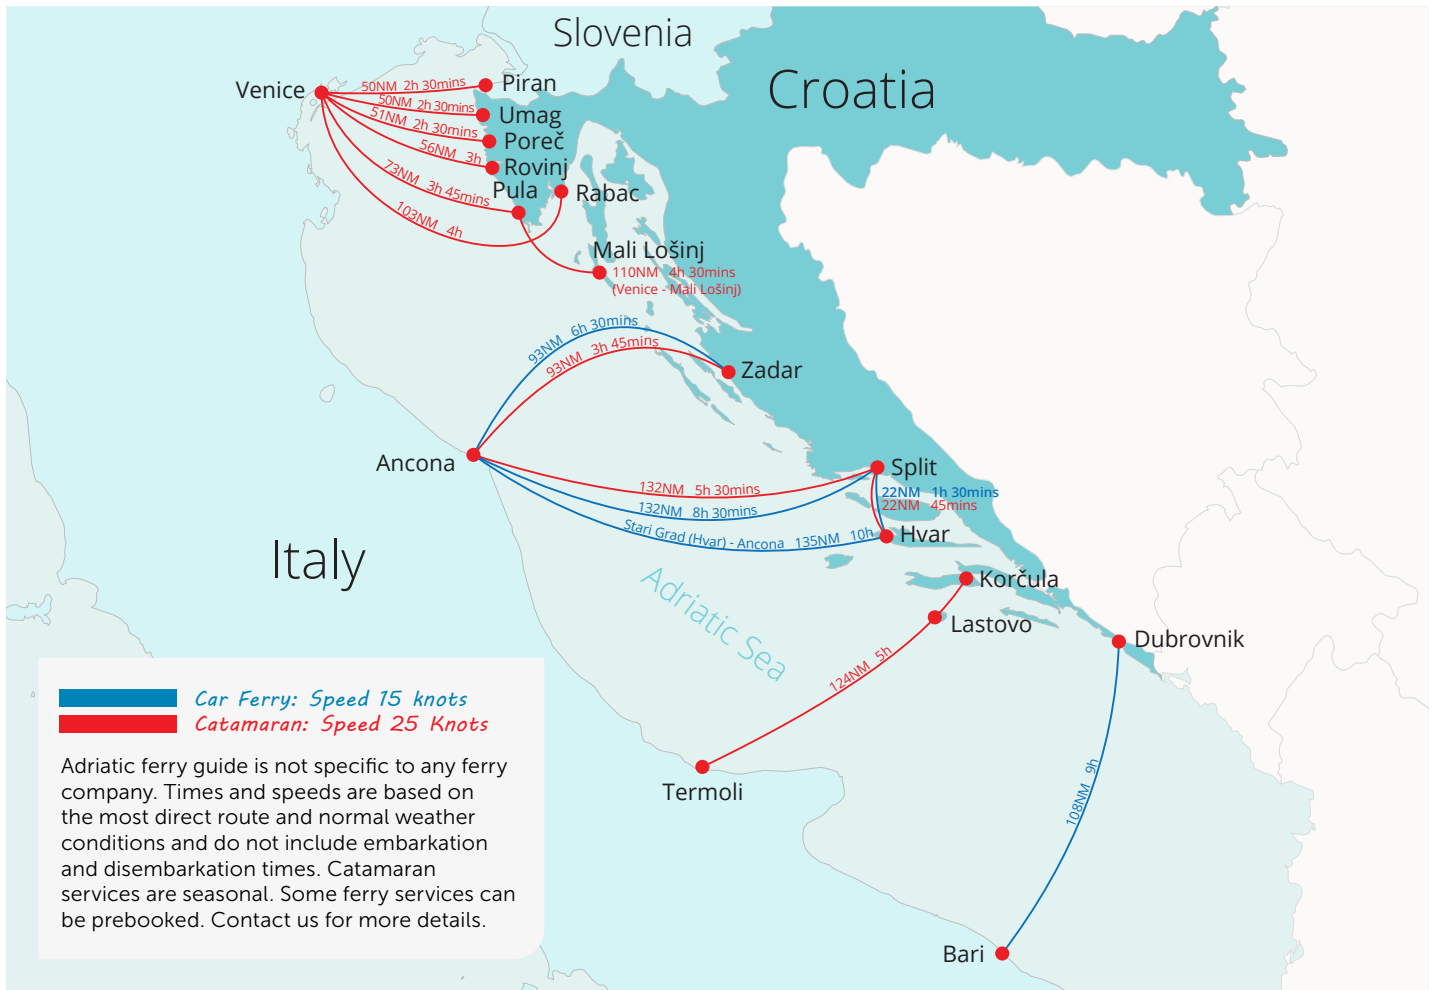 Slovenia
Croatia
Venice
50NM 2h 30mins
Piran
50NM 2h 30mins
Umag
51NM 2h 30mins
Poreč
56NM 3h
Rovinj
73NM 3h 45mins
Pula
103NM 4h
Rabac
Mali Lošinj
110NM 4h 30mins
(Venice - Mali Lošinj)
93NM 6h 30mins
93NM 3h 45mins
Zadar
Ancona
132NM 5h 30mins
Split
132NM 8h 30mins
22NM 1h 30mins
22NM 45mins
Stari Grad (Hvar) - Ancona 135NM 10h
Hvar
Italy
Adriatic Sea
Korčula
Lastovo
124NM 5h
Dubrovnik
Termoli
108NM 9h
Bari
Car Ferry: Speed 15 knots
Catamaran: Speed 25 Knots
Adriatic ferry guide is not specific to any ferry
company. Times and speeds are based on
the most direct route and normal weather
conditions and do not include embarkation
and disembarkation times. Catamaran
services are seasonal. Some ferry services can
be prebooked. Contact us for more details.